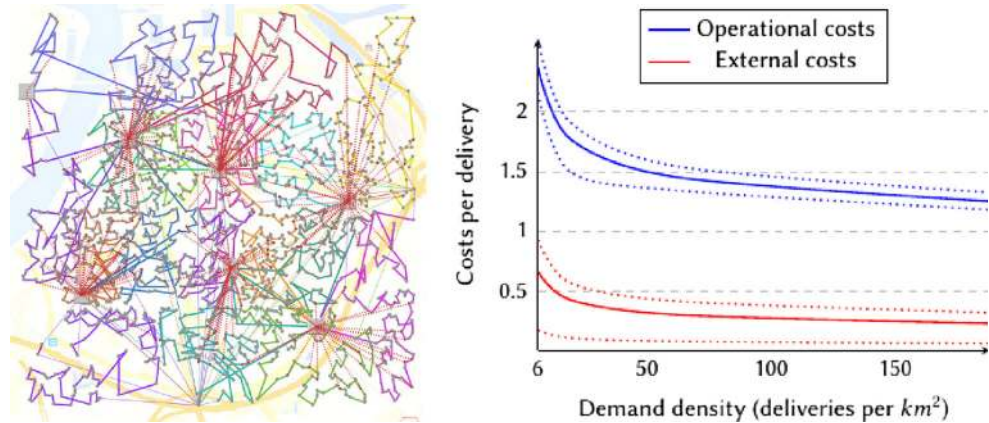 Operational costs
External costs
Costs per delivery
2
1.5
1
0.5
6
50
100
150
Demand density (deliveries per km²)